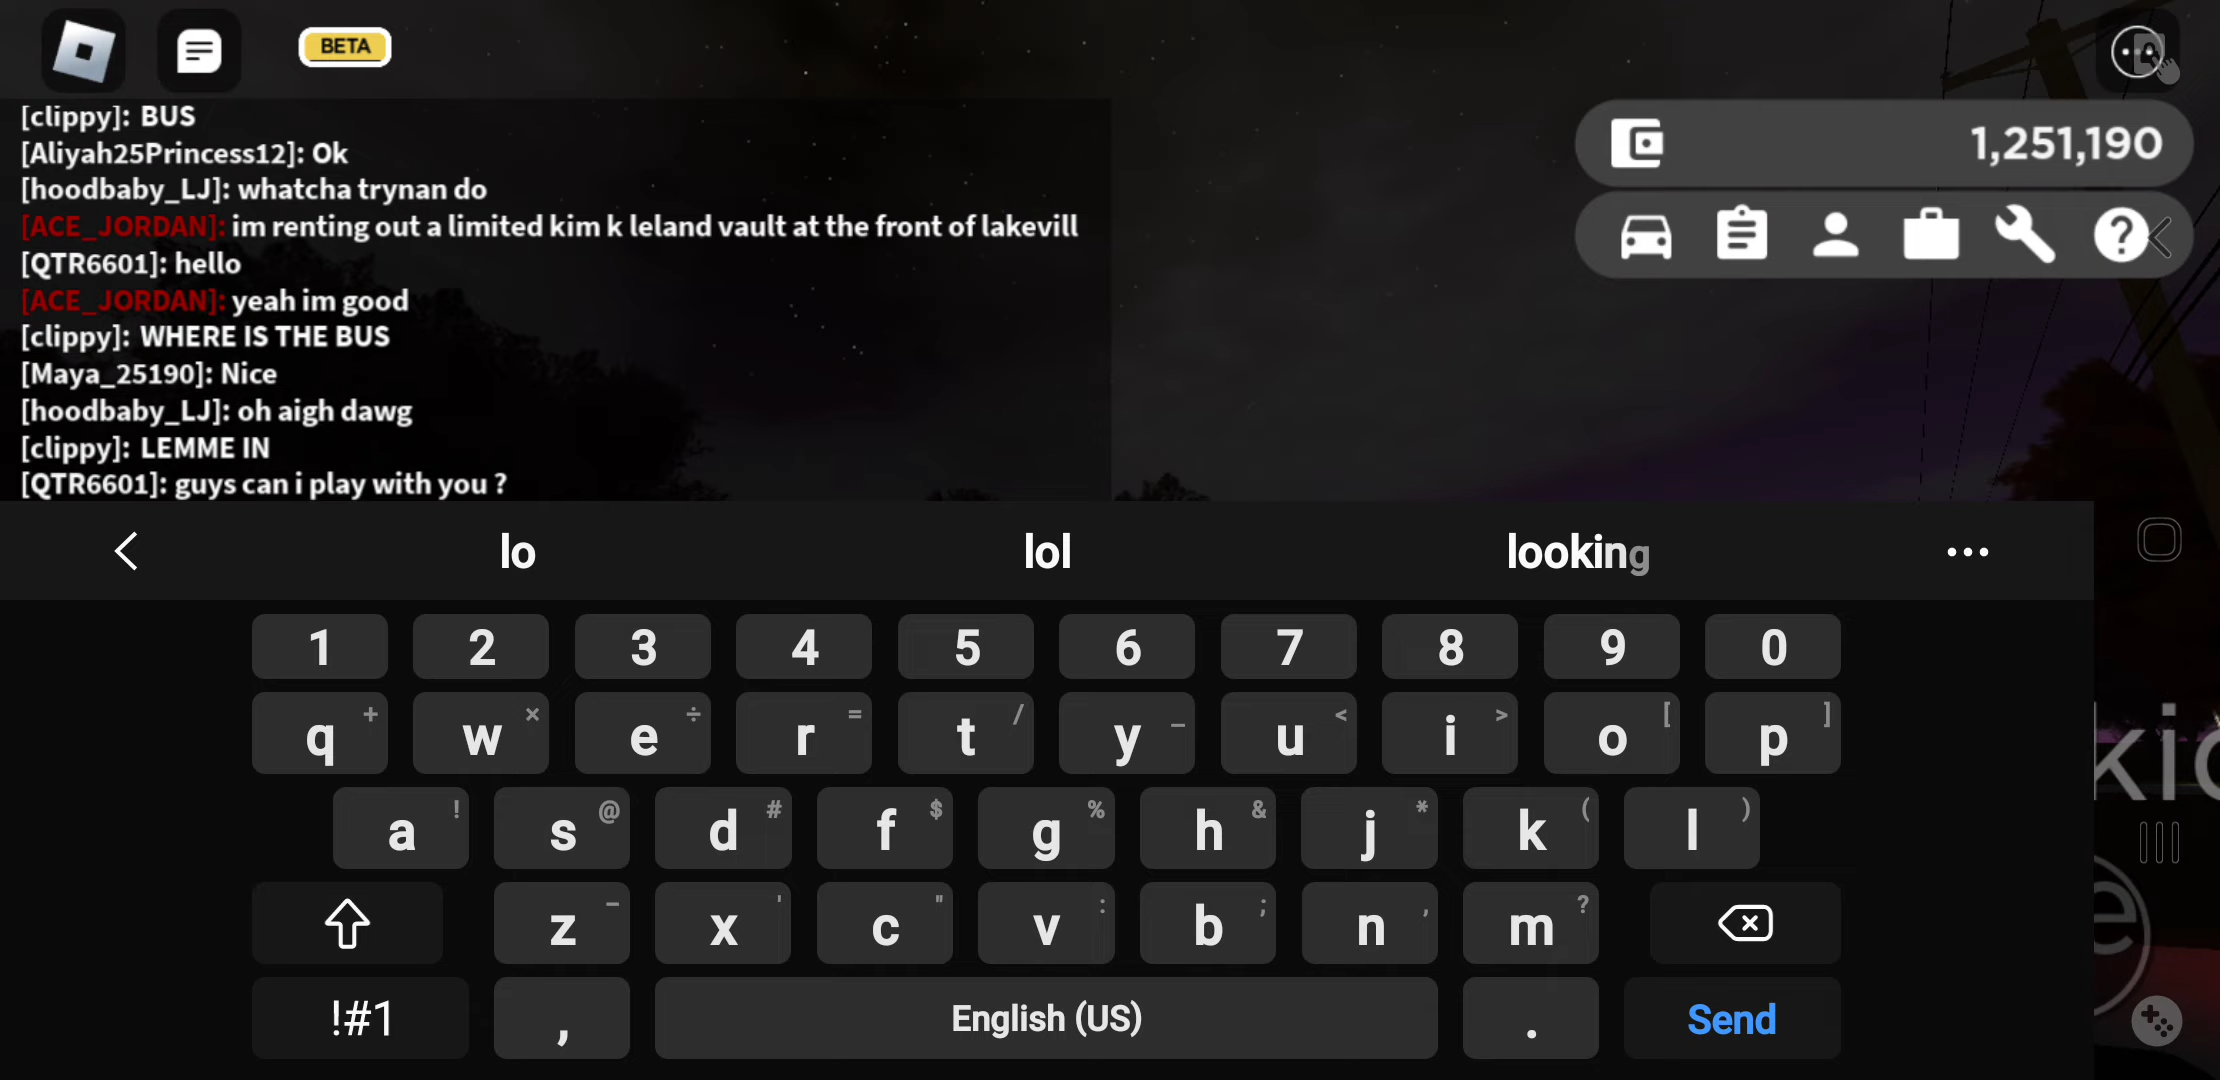 BETA
[clippy]: BUS
[Aliyah25Princess12]: Ok
[hoodbaby_LJ]: whatcha trynan do
[ACE_JORDAN]: im renting out a limited kim k leland vault at the front of lakevill
[QTR6601]: hello
[ACE_JORDAN]: yeah im good
[clippy]: WHERE IS THE BUS
[Maya_25190]: Nice
[hoodbaby_LJ]: oh aigh dawg
[clippy]: LEMME IN
[QTR6601]: guys can i play with you ?
1,251,190
lo lol looking
1 2 3 4 5 6 7 8 9 0
q + w × e ÷ r = t / y _ u < i > o [ p ]
a ! s @ d # f $ g % h & j * k ( l )
z - x ' c " v : b ; n , m ?
!#1 , English (US) . Send
kic
e